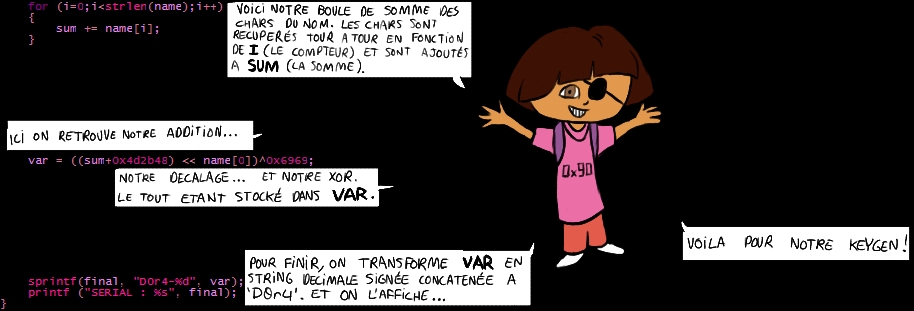 for (i=0;i<strlen(name);i++)
{
sum += name[i];
}
VOICI NOTRE BOULE DE SOMME DES
CHARS DU NOM. LES CHARS SONT
RECUPERÉS TOUR A TOUR EN FONCTION
DE I (LE COMPTEUR) ET SONT AJOUTÉS
A SUM (LA SOMME).
ICI ON RETROUVE NOTRE ADDITION...
var = ((sum+0x4d2b48) << name[0])^0x6969;
NOTRE DECALAGE... ET NOTRE XOR.
LE TOUT ETANT STOCKÉ DANS VAR.
0x90
VOILA POUR NOTRE KEYGEN!
POUR FINIR, ON TRANSFORME VAR EN
STRING DECIMALE SIGNÉE CONCATENÉE A
'D0r4'. ET ON L'AFFICHE...
sprintf(final, "D0r4-%d", var);
printf ("SERIAL : %s", final);
}